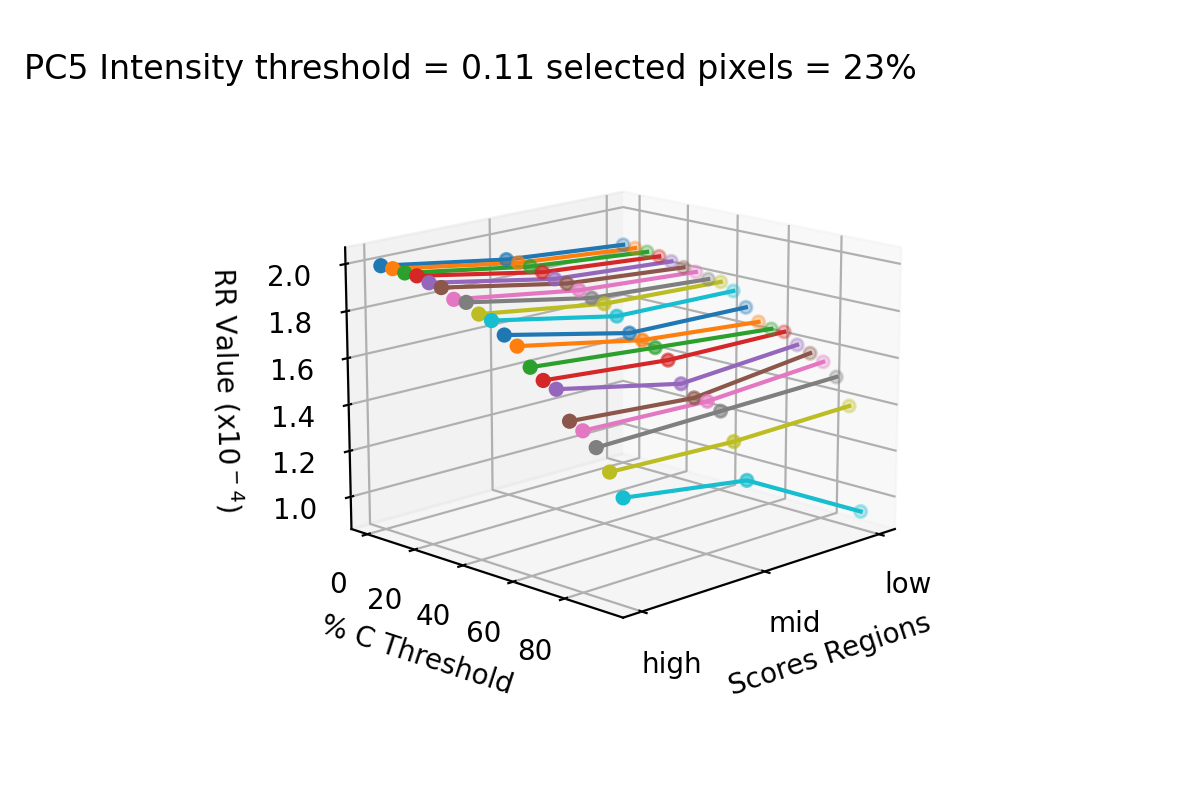 PC5 Intensity threshold = 0.11 selected pixels = 23%
RR Value (x10⁻⁴)
2.0
1.8
1.6
1.4
1.2
1.0
0
20
40
60
80
% C Threshold
high
mid
low
Scores Regions